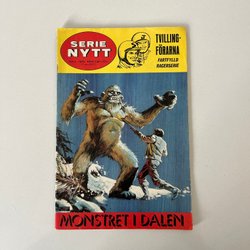 SERIE
NYTT
TVILLING-
FÖRARNA
FARTFYLLD
RACERSERIE
MONSTRET I DALEN